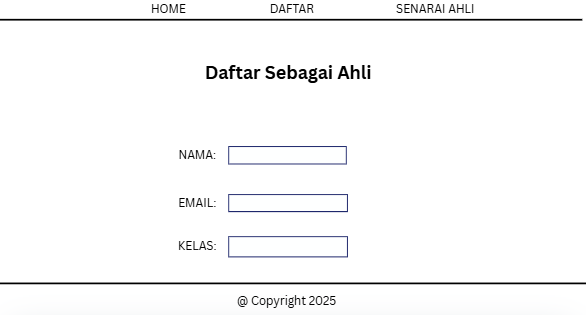 HOME DAFTAR SENARAI AHLI
Daftar Sebagai Ahli
NAMA:
EMAIL:
KELAS:
@ Copyright 2025